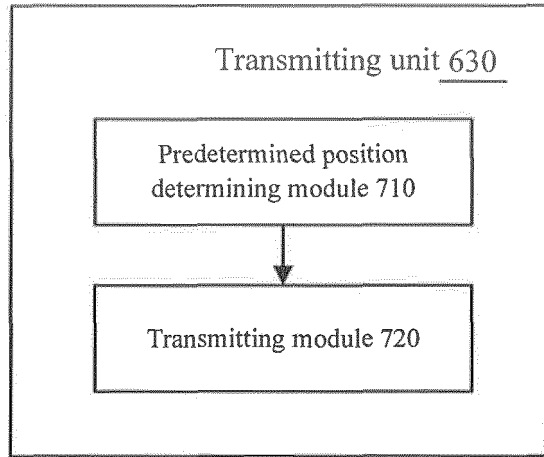 Transmitting unit 630
Predetermined position
determining module 710
Transmitting module 720